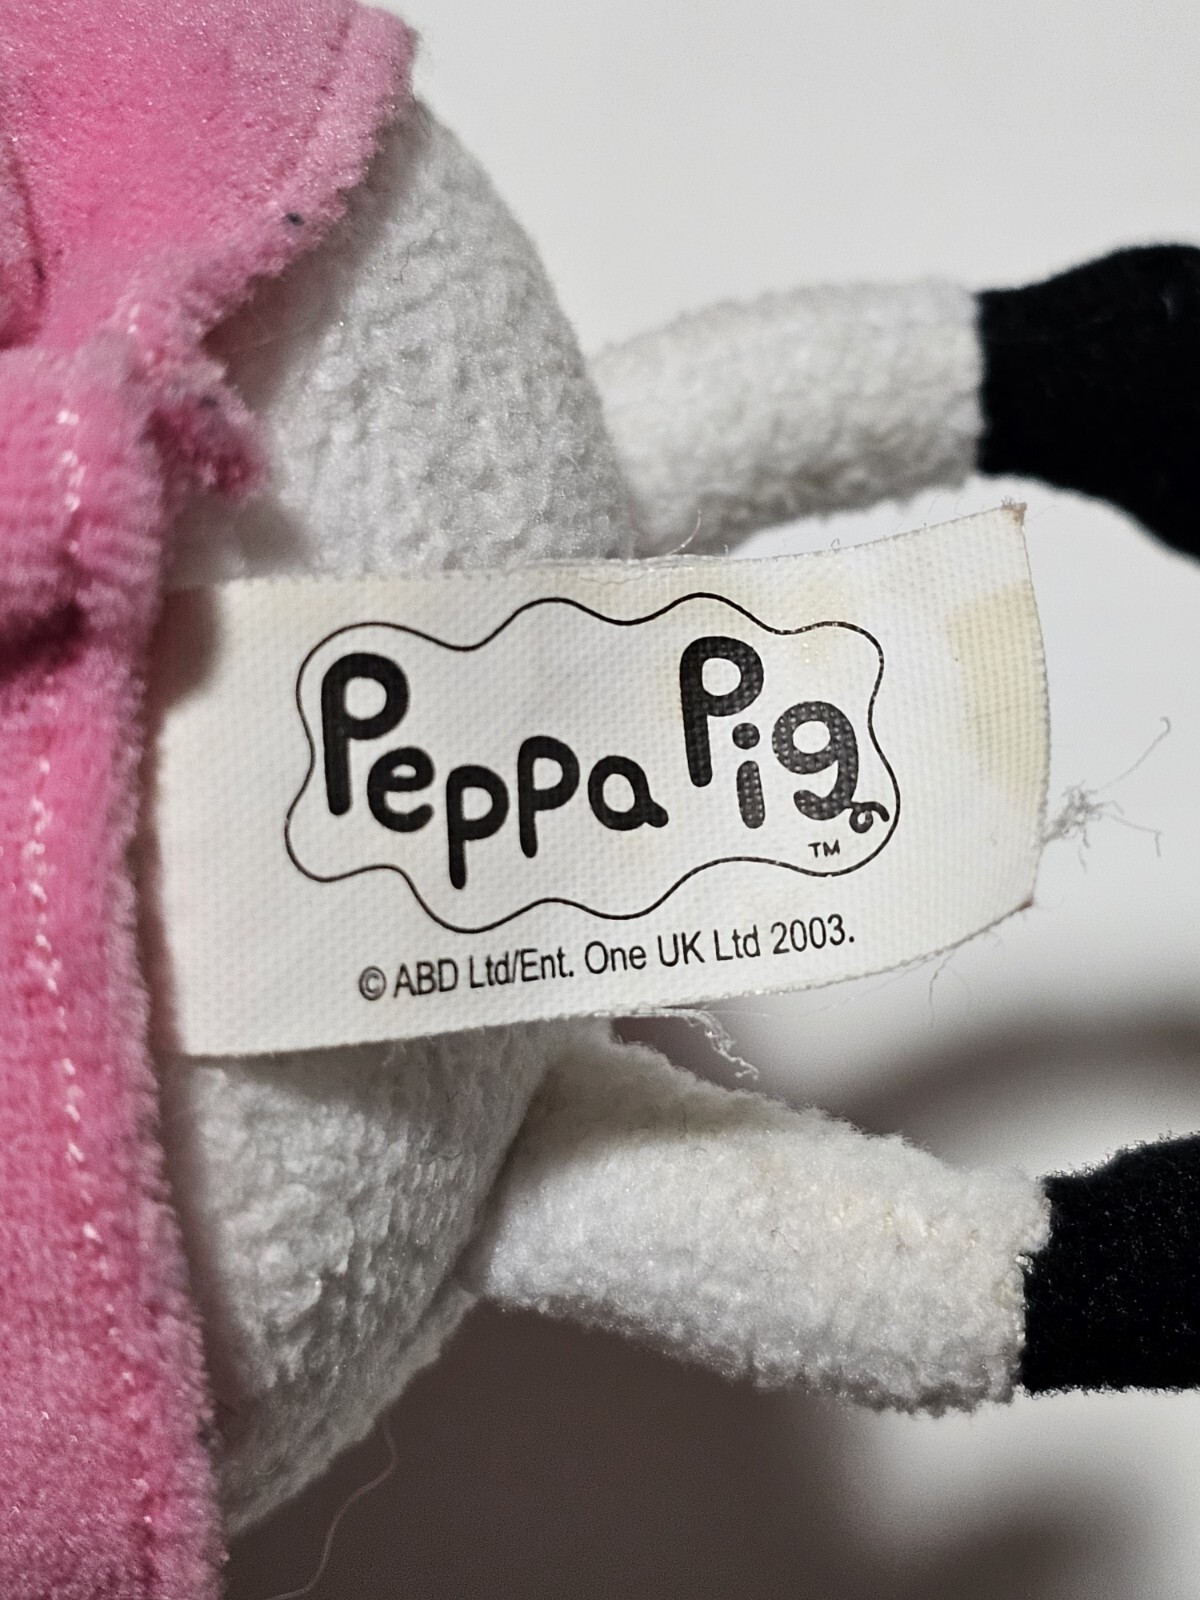 Peppa Pig
TM
© ABD Ltd/Ent. One UK Ltd 2003.